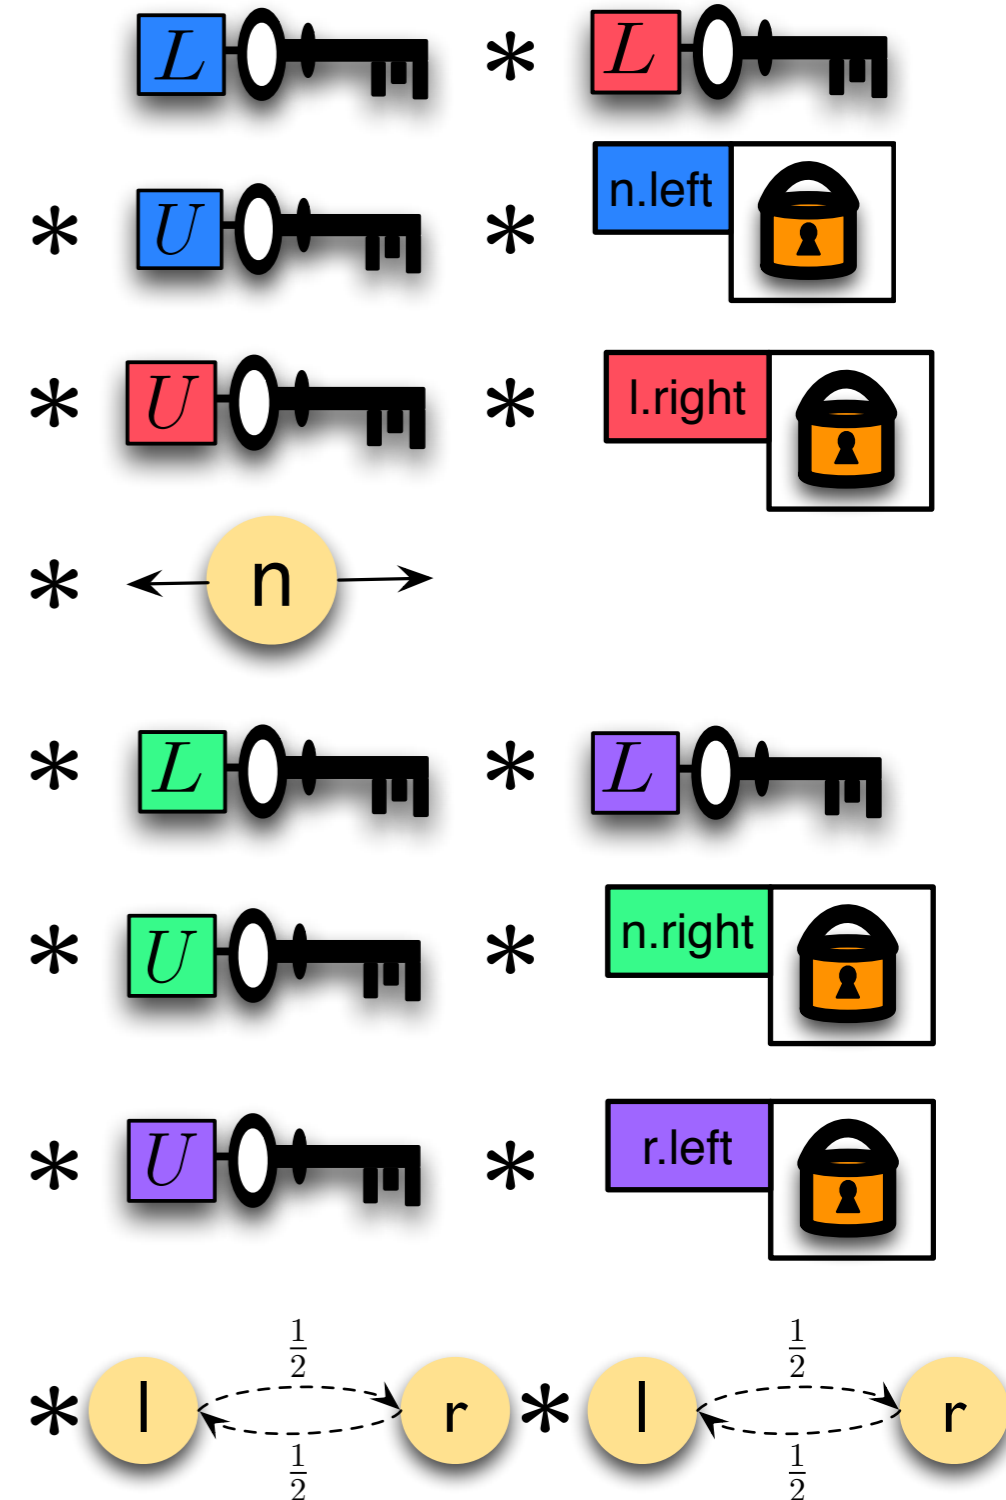 L * L
* U * n.left
* U * l.right
* n
* L * L
* U * n.right
* U * r.left
1/2 1/2
* l r * l r
1/2 1/2